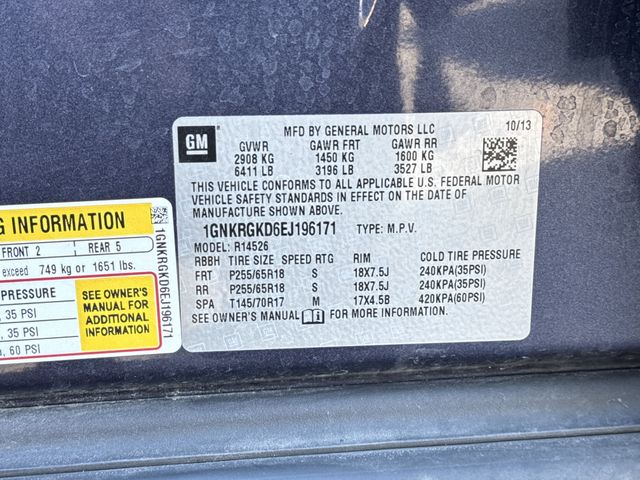 GM
MFD BY GENERAL MOTORS LLC 10/13
GVWR GAWR FRT GAWR RR
2908 KG 1450 KG 1600 KG
6411 LB 3196 LB 3527 LB
THIS VEHICLE CONFORMS TO ALL APPLICABLE U.S. FEDERAL MOTOR
VEHICLE SAFETY STANDARDS IN EFFECT ON THE DATE OF
MANUFACTURE SHOWN ABOVE.
1GNKRGKD6EJ196171 TYPE: M.P.V.
MODEL: R14526
RBBH TIRE SIZE SPEED RTG RIM COLD TIRE PRESSURE
FRT P255/65R18 S 18X7.5J 240KPA(35PSI)
RR P255/65R18 S 18X7.5J 240KPA(35PSI)
SPA T145/70R17 M 17X4.5B 420KPA(60PSI)
SEE OWNER'S MANUAL FOR MORE INFORMATION.
G INFORMATION
FRONT 2 REAR 5
exceed 749 kg or 1651 lbs.
PRESSURE
, 35 PSI
, 35 PSI
, 60 PSI
SEE OWNER'S
MANUAL FOR
ADDITIONAL
INFORMATION
1GNKRGKD6EJ196171